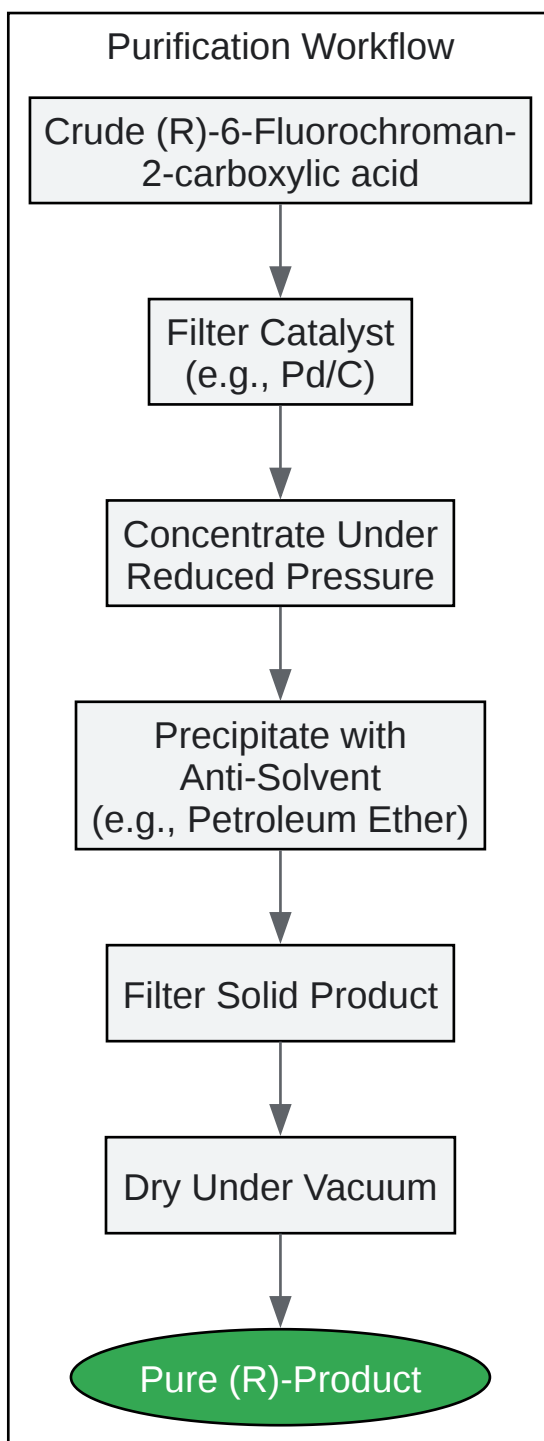 Purification Workflow
Crude (R)-6-Fluorochroman-
2-carboxylic acid
Filter Catalyst
(e.g., Pd/C)
Concentrate Under
Reduced Pressure
Precipitate with
Anti-Solvent
(e.g., Petroleum Ether)
Filter Solid Product
Dry Under Vacuum
Pure (R)-Product